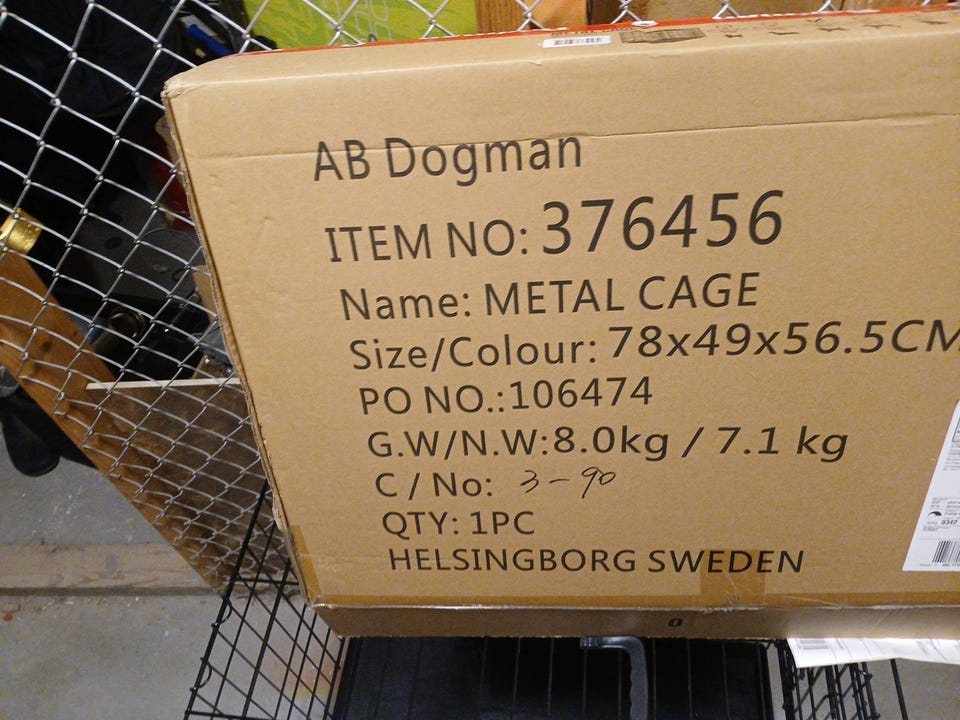 AB Dogman
ITEM NO: 376456
Name: METAL CAGE
Size/Colour: 78x49x56.5CM
PO NO.:106474
G.W/N.W:8.0kg / 7.1 kg
C / No: 3-90
QTY: 1PC
HELSINGBORG SWEDEN
0342